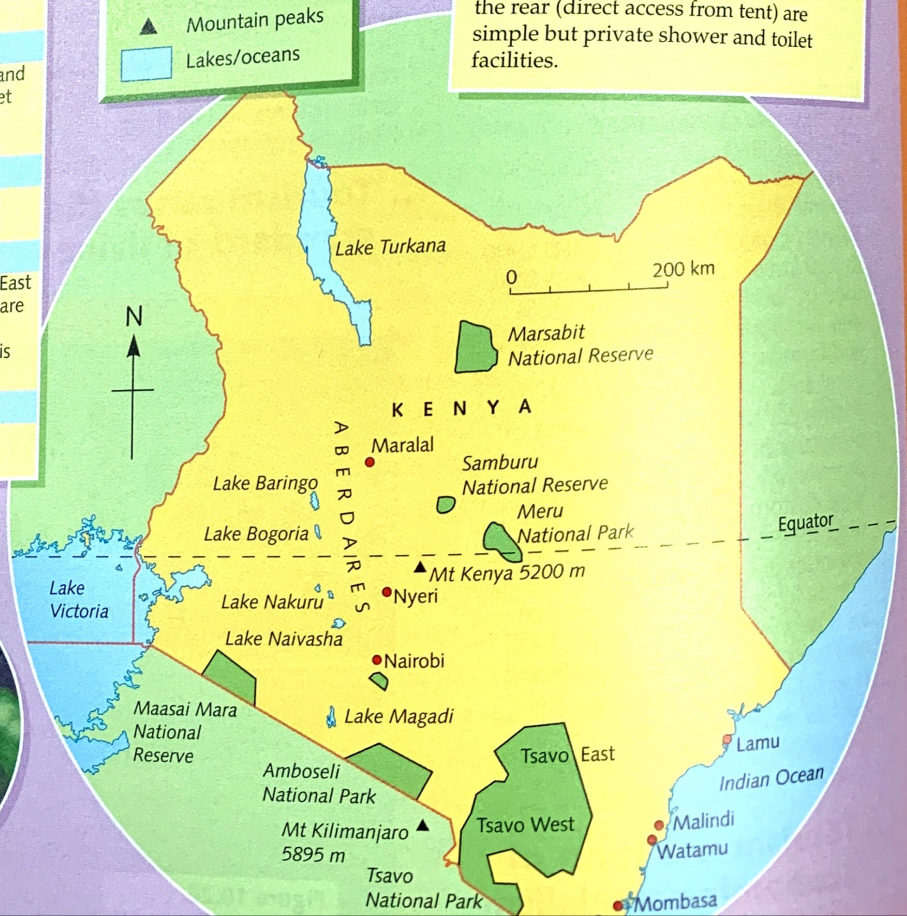 Mountain peaks
Lakes/oceans
the rear (direct access from tent) are
simple but private shower and toilet
facilities.
and
et
East
are
is
N
Lake Turkana
0 200 km
Marsabit
National Reserve
KENYA
ABERDARES
Maralal
Samburu
National Reserve
Lake Baringo
Meru
National Park
Lake Bogoria
Equator
Mt Kenya 5200 m
Lake
Victoria
Lake Nakuru
Nyeri
Lake Naivasha
Nairobi
Maasai Mara
National
Reserve
Lake Magadi
Amboseli
National Park
Tsavo East
Lamu
Indian Ocean
Mt Kilimanjaro
5895 m
Tsavo West
Malindi
Watamu
Tsavo
National Park
Mombasa